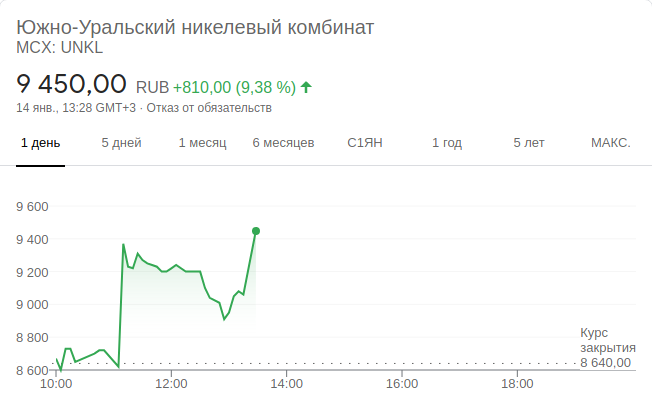 Южно-Уральский никелевый комбинат
MCX: UNKL
9 450,00 RUB +810,00 (9,38 %) ↑
14 янв., 13:28 GMT+3 · Отказ от обязательств
1 день 5 дней 1 месяц 6 месяцев С1ЯН 1 год 5 лет МАКС.
9 600
9 400
9 200
9 000
8 800
8 600
Курс
закрытия
8 640,00
10:00 12:00 14:00 16:00 18:00